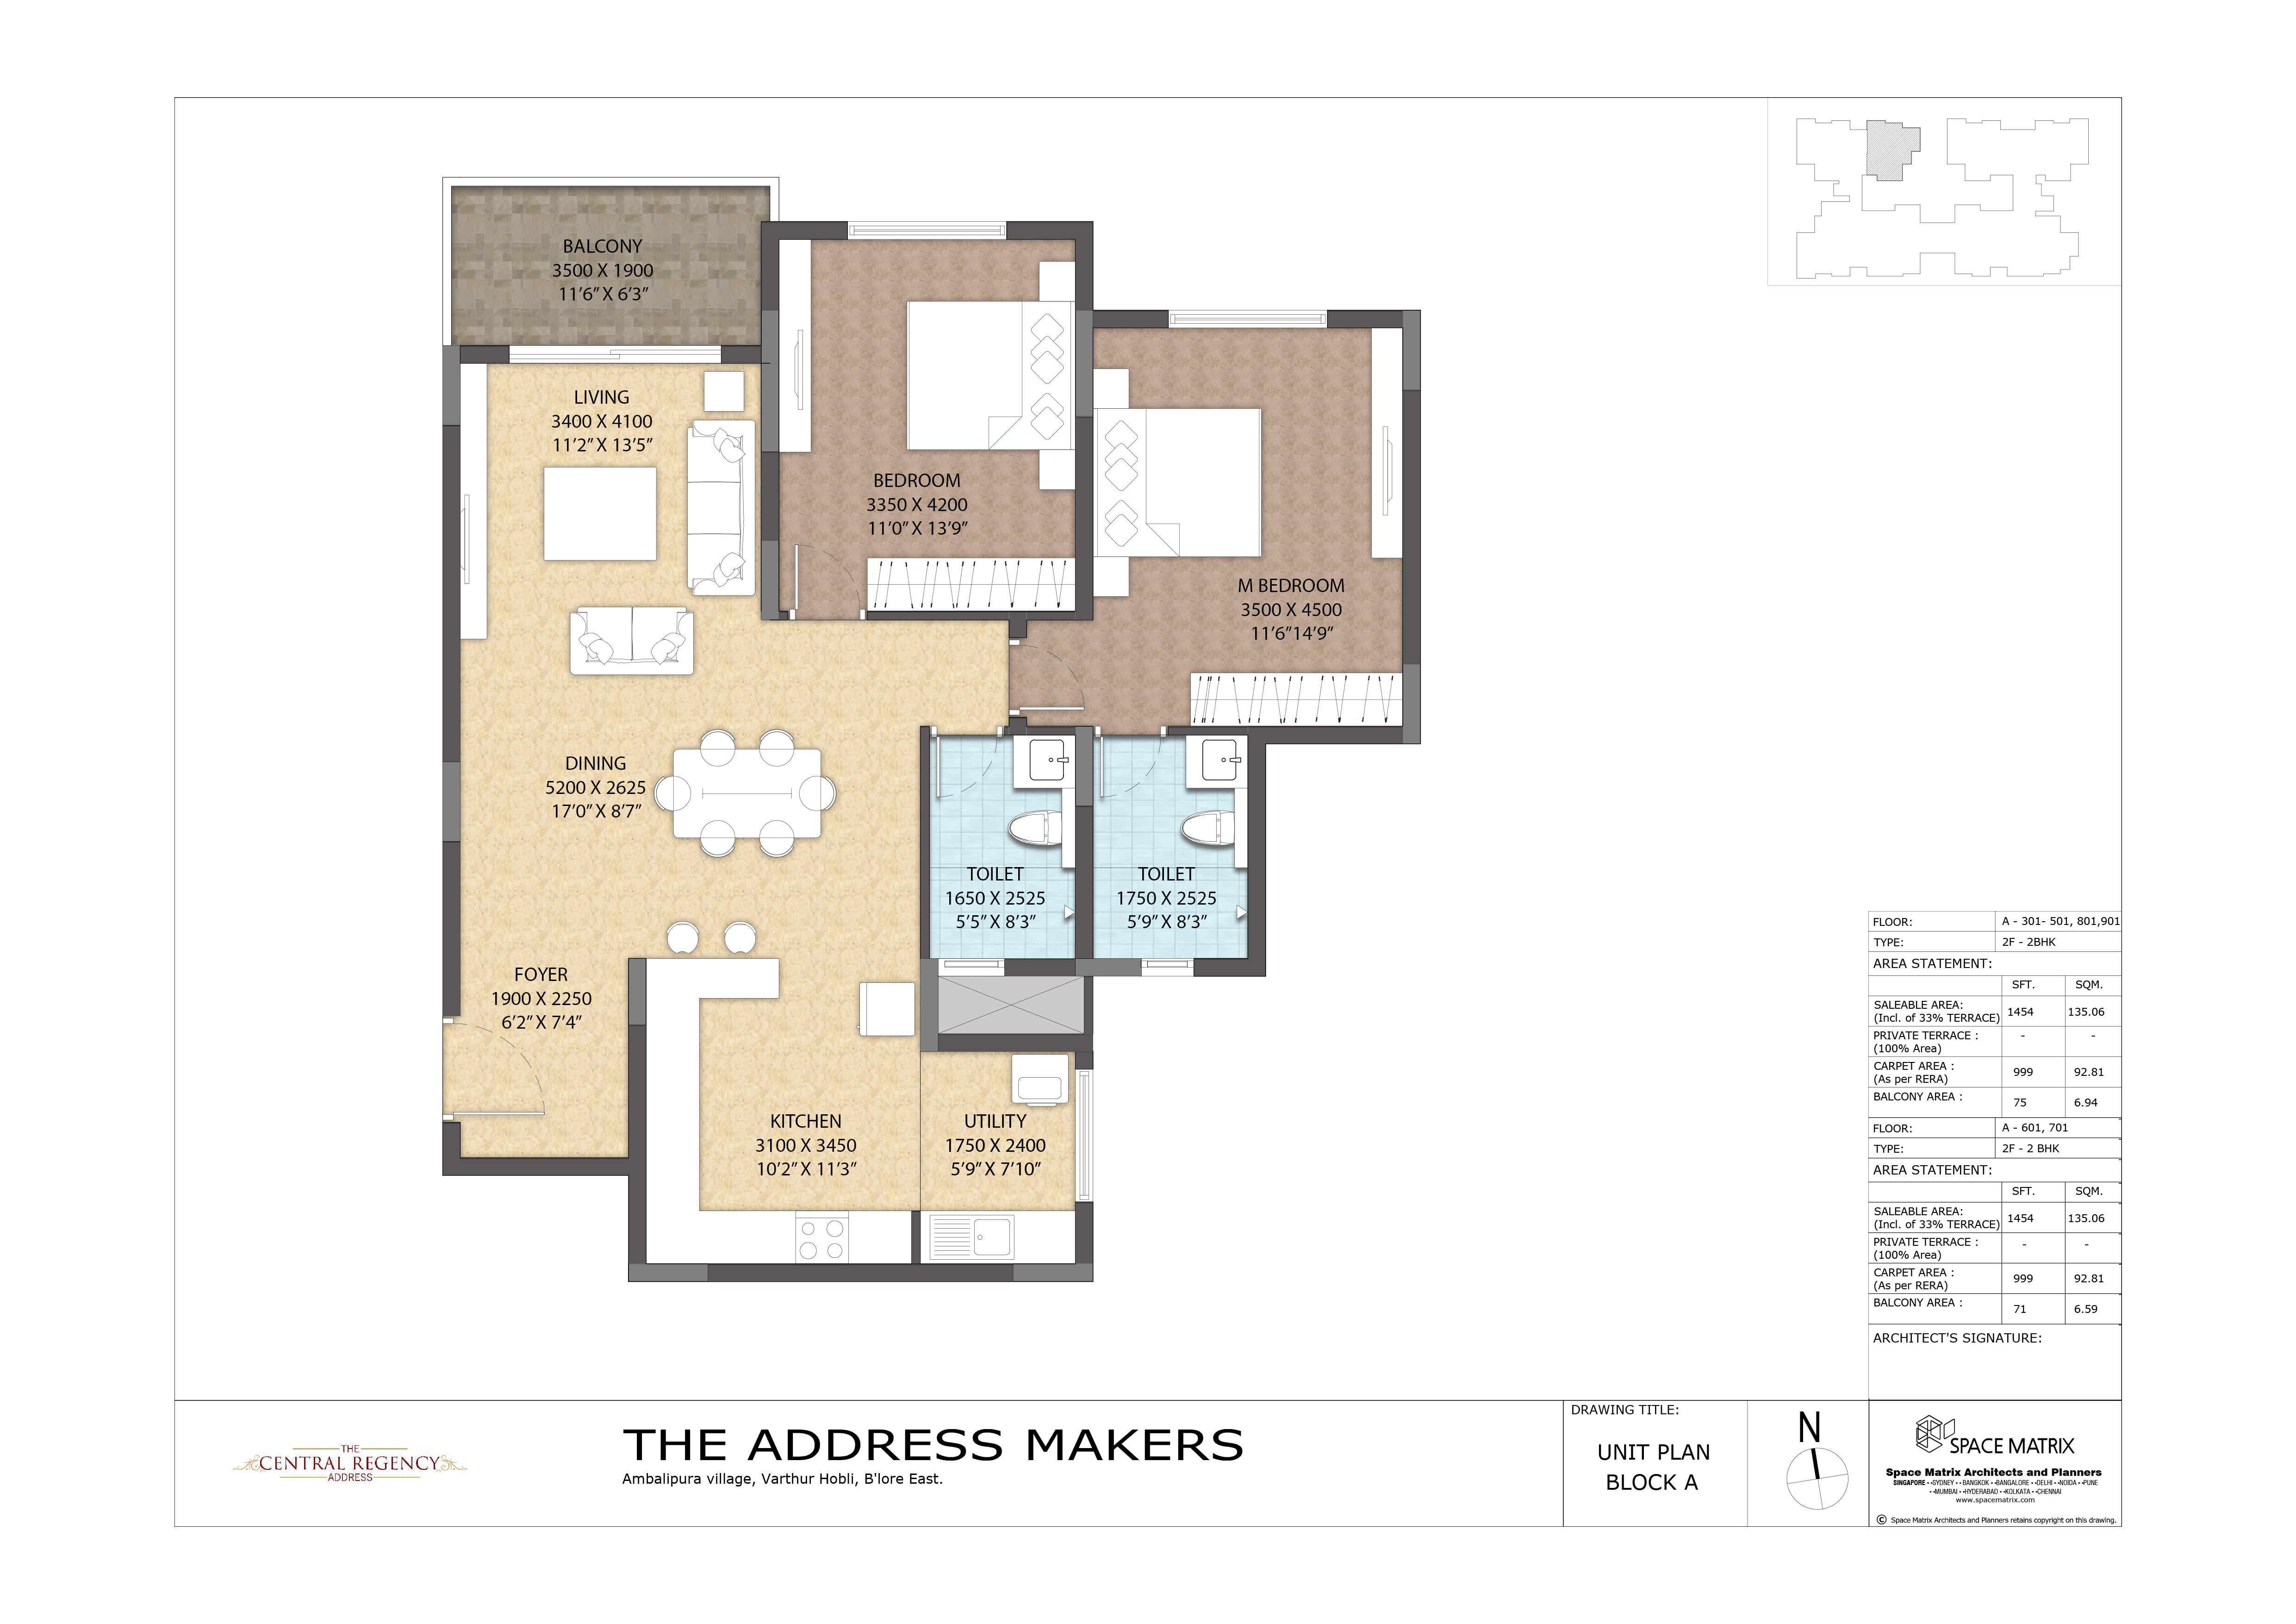 BALCONY
3500 X 1900
11’6” X 6’3”
LIVING
3400 X 4100
11’2” X 13’5”
BEDROOM
3350 X 4200
11’0” X 13’9”
M BEDROOM
3500 X 4500
11’6”14’9”
DINING
5200 X 2625
17’0” X 8’7”
TOILET
1650 X 2525
5’5” X 8’3”
TOILET
1750 X 2525
5’9” X 8’3”
FOYER
1900 X 2250
6’2” X 7’4”
KITCHEN
3100 X 3450
10’2” X 11’3”
UTILITY
1750 X 2400
5’9” X 7’10”
FLOOR: A - 301- 501, 801,901
TYPE: 2F - 2BHK
AREA STATEMENT:
SFT. SQM.
SALEABLE AREA:
(Incl. of 33% TERRACE) 1454 135.06
PRIVATE TERRACE : - -
(100% Area)
CARPET AREA :
(As per RERA) 999 92.81
BALCONY AREA : 75 6.94
FLOOR: A - 601, 701
TYPE: 2F - 2 BHK
AREA STATEMENT:
SFT. SQM.
SALEABLE AREA:
(Incl. of 33% TERRACE) 1454 135.06
PRIVATE TERRACE : - -
(100% Area)
CARPET AREA :
(As per RERA) 999 92.81
BALCONY AREA : 71 6.59
ARCHITECT'S SIGNATURE:
THE
CENTRAL REGENCY
ADDRESS
THE ADDRESS MAKERS
Ambalipura village, Varthur Hobli, B'lore East.
DRAWING TITLE:
UNIT PLAN
BLOCK A
N
SPACE MATRIX
Space Matrix Architects and Planners
SINGAPORE • •SYDNEY • • BANGKOK • •BANGALORE • •DELHI • •NOIDA • •PUNE
• •MUMBAI • •HYDERABAD • •KOLKATA • •CHENNAI
www.spacematrix.com
© Space Matrix Architects and Planners retains copyright on this drawing.